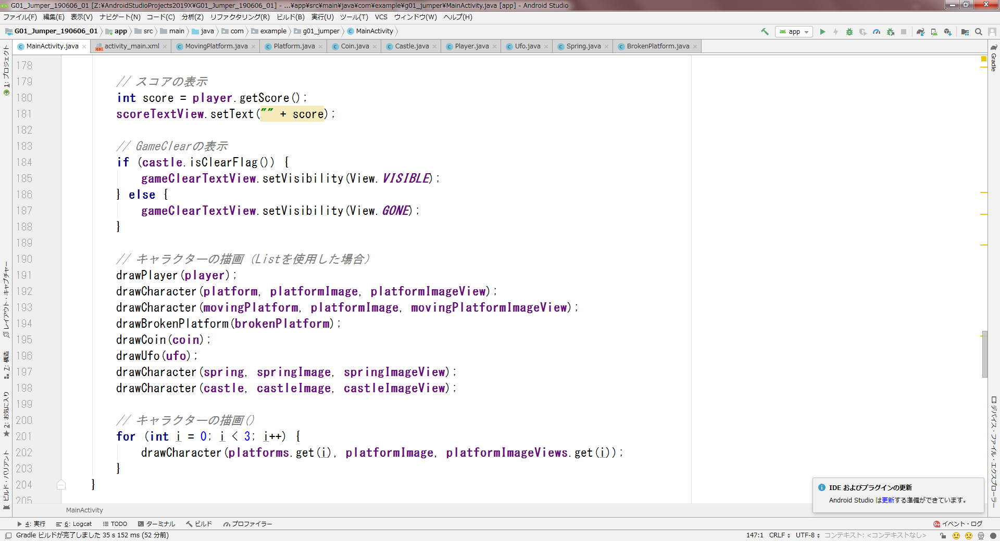 G01_Jumper_190606_01 [Z:¥AndroidStudioProjects2019X¥G01_Jumper_190606_01] - ...¥app¥src¥main¥java¥com¥example¥g01_jumper¥MainActivity.java [app] - Android Studio
ファイル(F) 編集(E) 表示(V) ナビゲート(N) コード(C) 分析(Z) リファクタリング(R) ビルド(B) 実行(U) ツール(T) VCS ウィンドウ(W) ヘルプ(H)
G01_Jumper_190606_01 app src main java com example g01_jumper MainActivity app
MainActivity.java activity_main.xml MovingPlatform.java Platform.java Coin.java Castle.java Player.java Ufo.java Spring.java BrokenPlatform.java
1: プロジェクト
レイアウト・キャプチャー
7: 構造
2: お気に入り
ビルド・バリアント
178
179 // スコアの表示
180 int score = player.getScore();
181 scoreTextView.setText("" + score);
182
183 // GameClearの表示
184 if (castle.isClearFlag()) {
185 gameClearTextView.setVisibility(View.VISIBLE);
186 } else {
187 gameClearTextView.setVisibility(View.GONE);
188 }
189
190 // キャラクターの描画（Listを使用した場合）
191 drawPlayer(player);
192 drawCharacter(platform, platformImage, platformImageView);
193 drawCharacter(movingPlatform, platformImage, movingPlatformImageView);
194 drawBrokenPlatform(brokenPlatform);
195 drawCoin(coin);
196 drawUfo(ufo);
197 drawCharacter(spring, springImage, springImageView);
198 drawCharacter(castle, castleImage, castleImageView);
199
200 // キャラクターの描画()
201 for (int i = 0; i < 3; i++) {
202 drawCharacter(platforms.get(i), platformImage, platformImageViews.get(i));
203 }
204 }
205
Gradle
デバイス・ファイル・エクスプローラー
IDE およびプラグインの更新
Android Studio は更新する準備ができています。
MainActivity
4: 実行 6: Logcat TODO ターミナル ビルド プロファイラー 9+ イベント・ログ
Gradle ビルドが完了しました 35 s 152 ms (52 分前) 147:1 CRLF UTF-8 コンテキスト: <コンテキストなし>